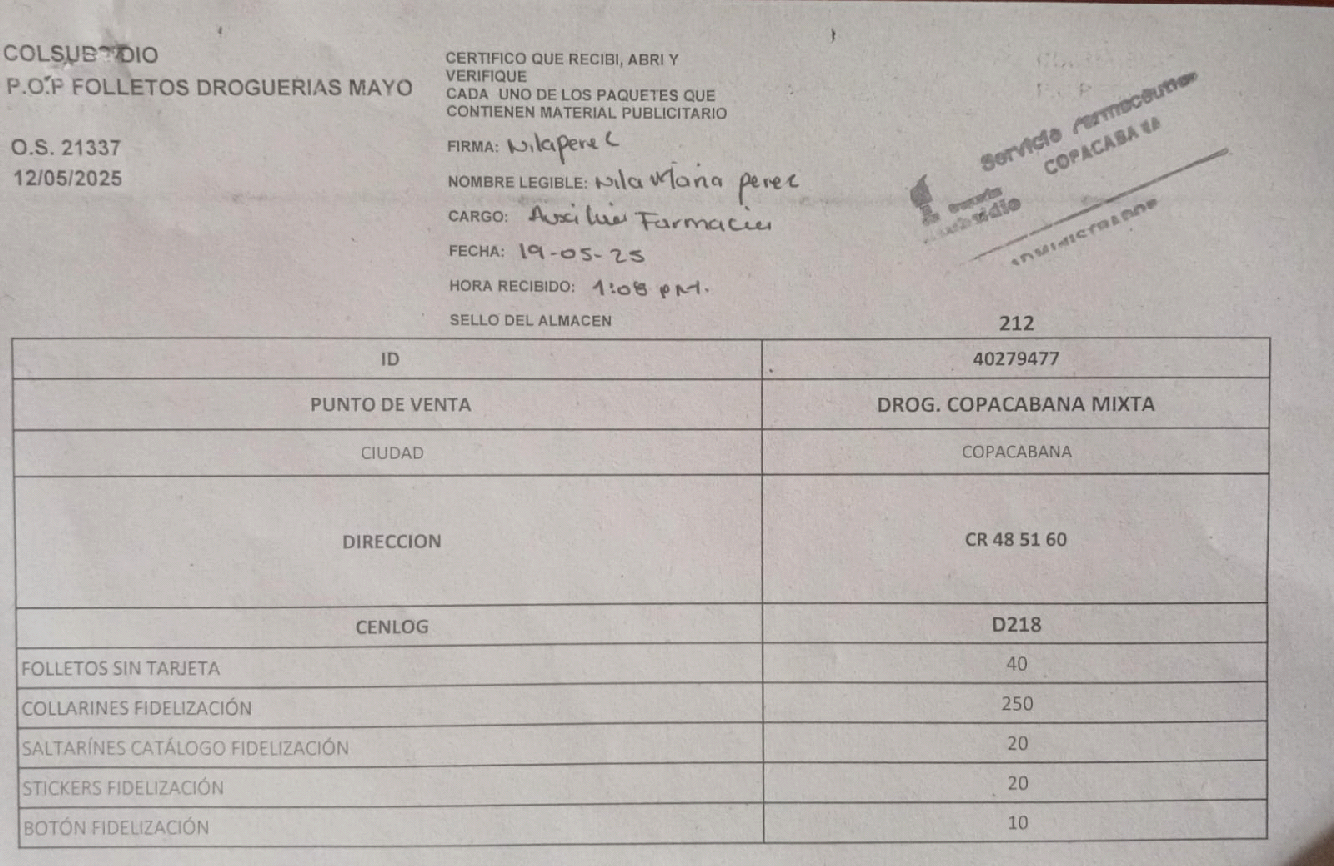 COLSUBSIDIO
P.O.P FOLLETOS DROGUERIAS MAYO
O.S. 21337
12/05/2025
CERTIFICO QUE RECIBI, ABRI Y
VERIFIQUE
CADA UNO DE LOS PAQUETES QUE
CONTIENEN MATERIAL PUBLICITARIO
FIRMA: Nilaperez
NOMBRE LEGIBLE: Nila Maria perez
CARGO: Auxiliar Farmacia
FECHA: 19-05-25
HORA RECIBIDO: 1:08 pM.
SELLO DEL ALMACEN
Servicio Farmaceutico
COPACABANA
ADMINISTRADOR
212
ID 40279477
PUNTO DE VENTA DROG. COPACABANA MIXTA
CIUDAD COPACABANA
DIRECCION CR 48 51 60
CENLOG D218
FOLLETOS SIN TARJETA 40
COLLARINES FIDELIZACIÓN 250
SALTARÍNES CATÁLOGO FIDELIZACIÓN 20
STICKERS FIDELIZACIÓN 20
BOTÓN FIDELIZACIÓN 10